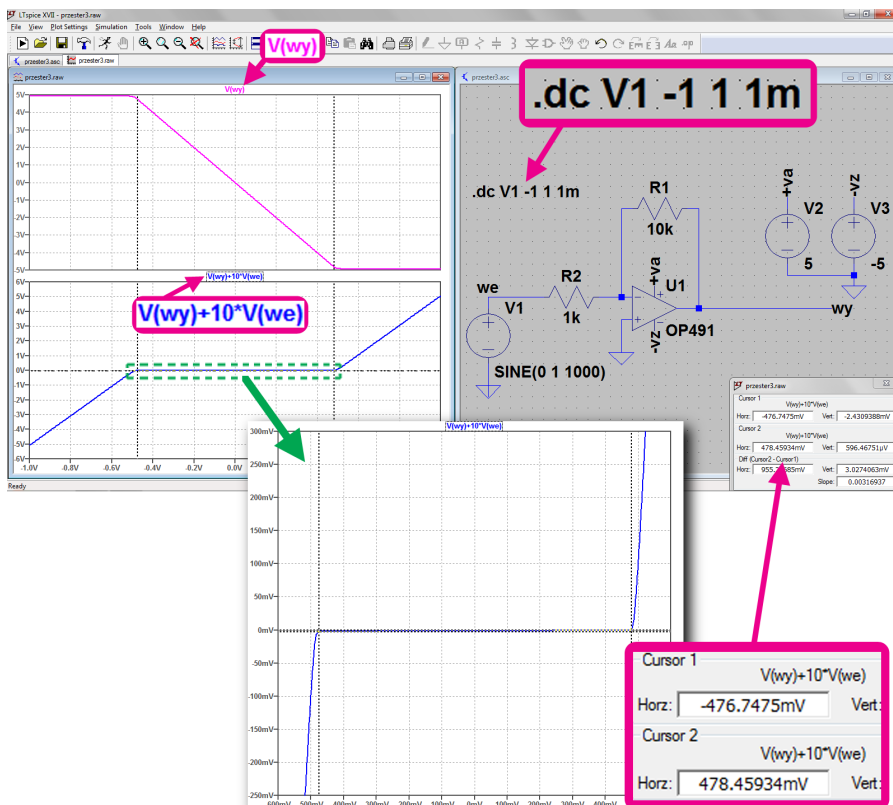 LTspice XVII - przester3.raw
File View Plot Settings Simulation Tools Window Help
przester3.asc przester3.raw
V(wy)
przester3.raw
V(wy)
5V
4V
3V
2V
1V
0V
-1V
-2V
-3V
-4V
-5V
V(wy)+10*V(we)
6V
5V
4V
3V
2V
1V
0V
-1V
-2V
-3V
-4V
-5V
-6V
-1.0V -0.8V -0.6V -0.4V -0.2V 0.0V
V(wy)+10*V(we)
Ready
przester3.asc
.dc V1 -1 1 1m
.dc V1 -1 1 1m
R1
10k
+va
-vz
V2
V3
5
-5
we
R2
1k
V1
+va
U1
-vz
OP491
wy
SINE(0 1 1000)
przester3.raw
Cursor 1
V(wy)+10*V(we)
Horz: -476.7475mV Vert: -2.4309388mV
Cursor 2
V(wy)+10*V(we)
Horz: 478.45934mV Vert: 596.46751µV
Diff (Cursor2 - Cursor1)
Horz: Vert: 3.0274063mV
Slope: 0.00316937
V(wy)+10*V(we)
300mV
250mV
200mV
150mV
100mV
50mV
0mV
-50mV
-100mV
-150mV
-200mV
-250mV
Cursor 1
V(wy)+10*V(we)
Horz: -476.7475mV Vert:
Cursor 2
V(wy)+10*V(we)
Horz: 478.45934mV Vert: